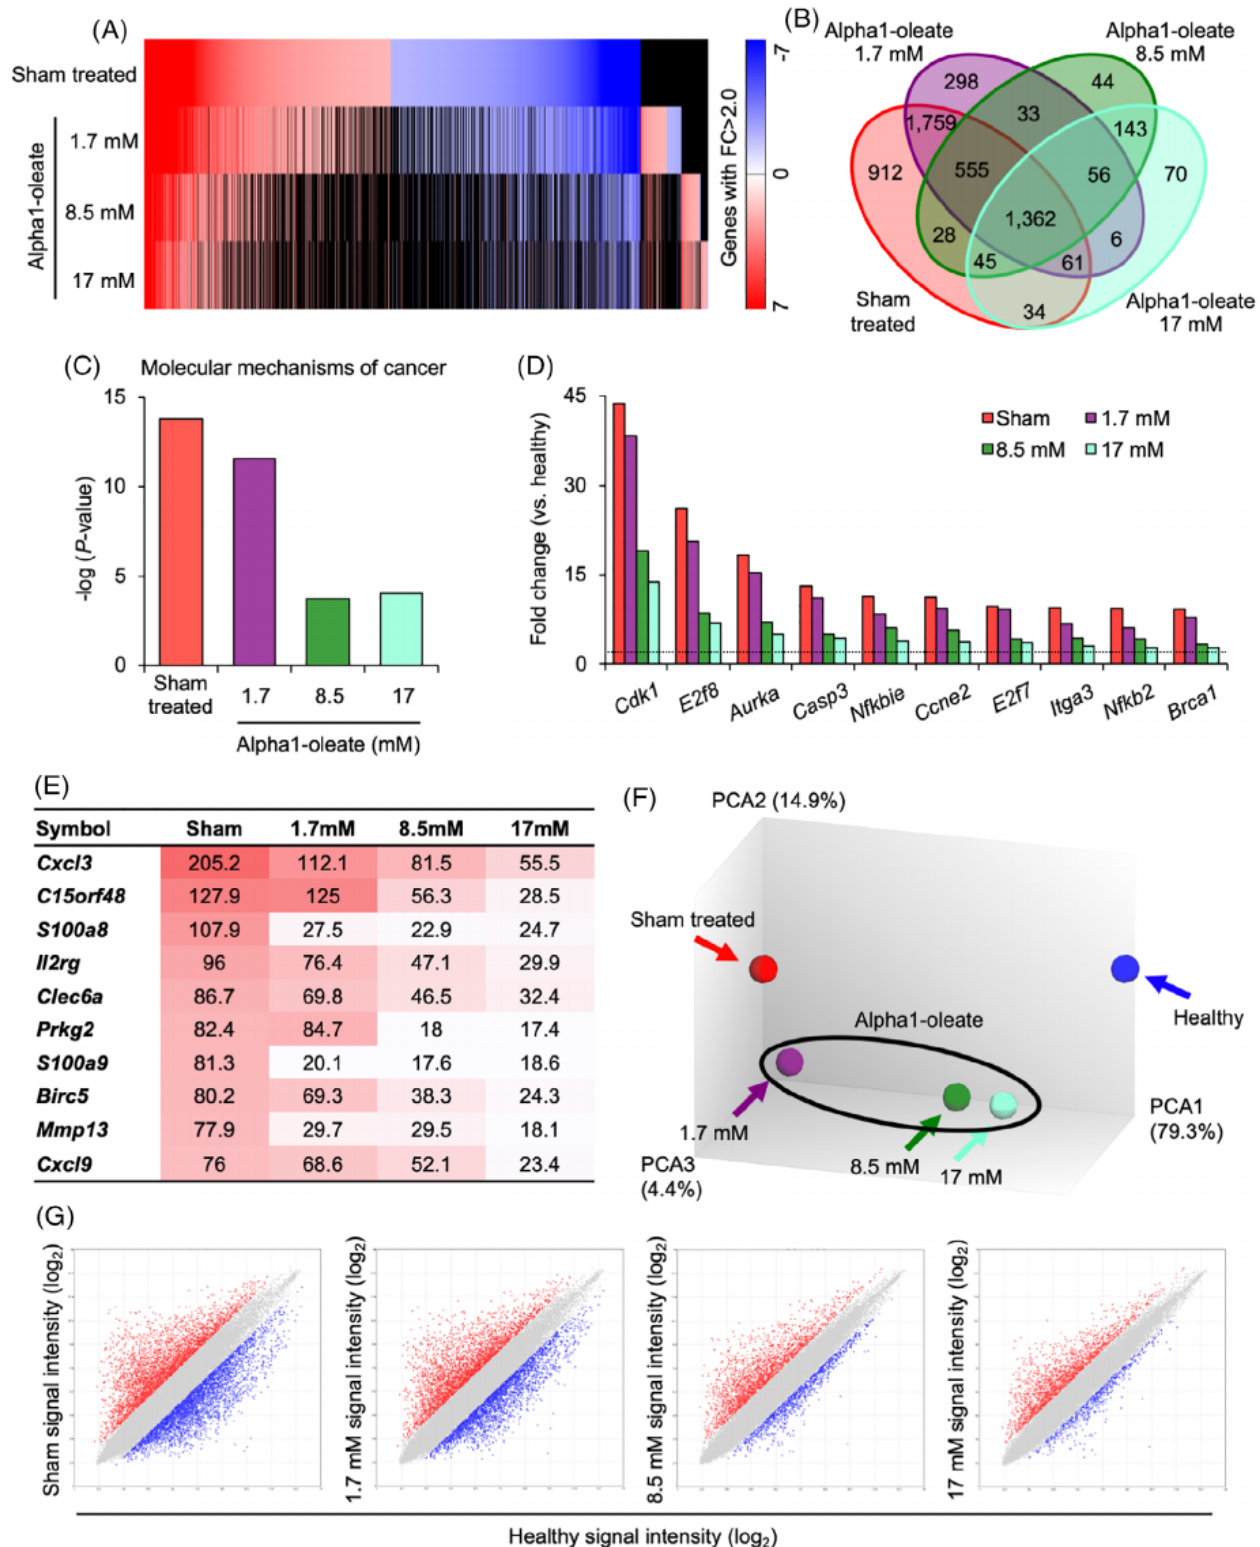 (A)
Sham treated
Alpha1-oleate
1.7 mM
8.5 mM
17 mM
Genes with FC>2.0
-7
0
7
(B)
Alpha1-oleate
1.7 mM
Alpha1-oleate
8.5 mM
298
44
1,759
33
143
912
555
56
70
1,362
28
6
45
61
34
Sham
treated
Alpha1-oleate
17 mM
(C)
Molecular mechanisms of cancer
-log (P-value)
15
10
5
0
Sham
treated
1.7
8.5
17
Alpha1-oleate (mM)
(D)
Fold change (vs. healthy)
45
30
15
0
Sham
1.7 mM
8.5 mM
17 mM
Cdk1
E2f8
Aurka
Casp3
Nfkbie
Ccne2
E2f7
Itga3
Nfkb2
Brca1
(E)
Symbol Sham 1.7mM 8.5mM 17mM
Cxcl3 205.2 112.1 81.5 55.5
C15orf48 127.9 125 56.3 28.5
S100a8 107.9 27.5 22.9 24.7
Il2rg 96 76.4 47.1 29.9
Clec6a 86.7 69.8 46.5 32.4
Prkg2 82.4 84.7 18 17.4
S100a9 81.3 20.1 17.6 18.6
Birc5 80.2 69.3 38.3 24.3
Mmp13 77.9 29.7 29.5 18.1
Cxcl9 76 68.6 52.1 23.4
(F)
PCA2 (14.9%)
Sham treated
Healthy
Alpha1-oleate
1.7 mM
8.5 mM
17 mM
PCA1
(79.3%)
PCA3
(4.4%)
(G)
Sham signal intensity (log₂)
1.7 mM signal intensity (log₂)
8.5 mM signal intensity (log₂)
17 mM signal intensity (log₂)
Healthy signal intensity (log₂)